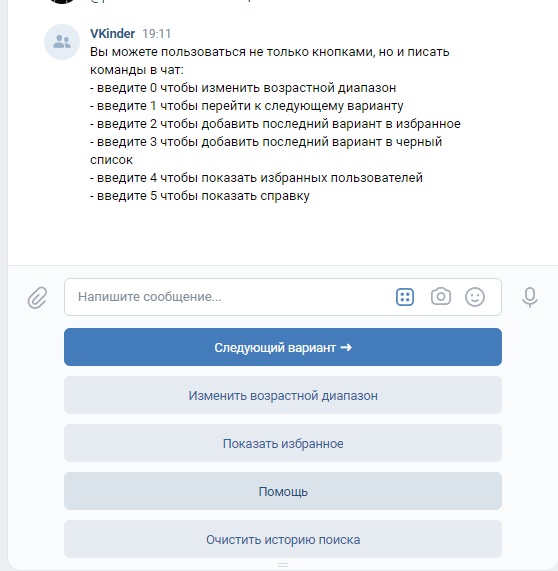 VKinder 19:11
Вы можете пользоваться не только кнопками, но и писать
команды в чат:
- введите 0 чтобы изменить возрастной диапазон
- введите 1 чтобы перейти к следующему варианту
- введите 2 чтобы добавить последний вариант в избранное
- введите 3 чтобы добавить последний вариант в черный
список
- введите 4 чтобы показать избранных пользователей
- введите 5 чтобы показать справку
Напишите сообщение...
Следующий вариант →
Изменить возрастной диапазон
Показать избранное
Помощь
Очистить историю поиска